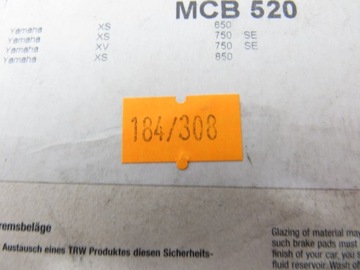 MCB 520
Yamaha XS 650
Yamaha XS 750 SE
Yamaha XV 750 SE
Yamaha XS 850
184/308
remsbeläge
Austausch eines TRW Produktes diesen Sicherheits-
Glazing of material may
such brake pads must
finish of your car, you
fluid reservoir. Wash of